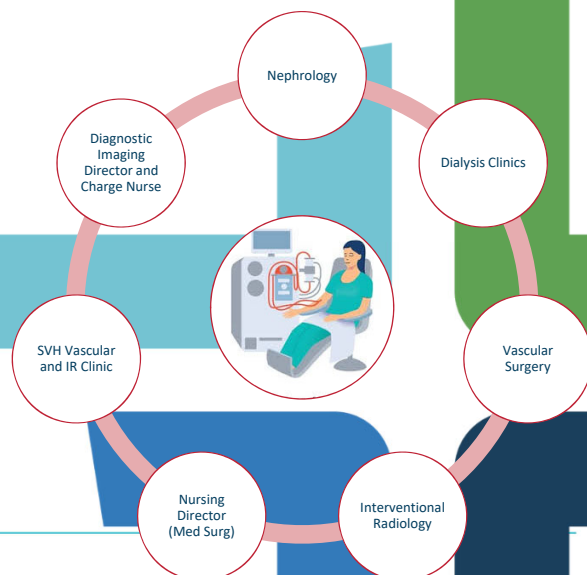 Nephrology
Dialysis Clinics
Vascular
Surgery
Interventional
Radiology
Nursing
Director
(Med Surg)
SVH Vascular
and IR Clinic
Diagnostic
Imaging
Director and
Charge Nurse